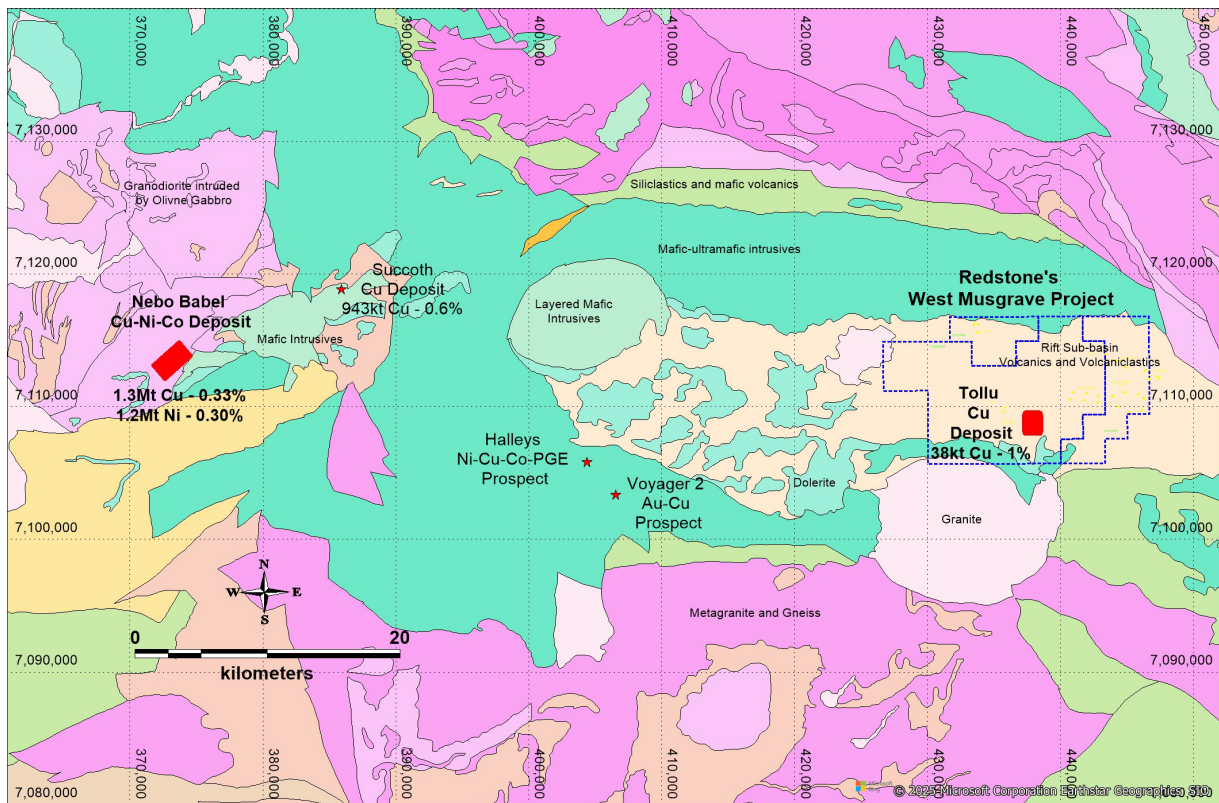 370,000
380,000
390,000
400,000
410,000
420,000
430,000
440,000
450,000
7,130,000
7,130,000
Granodiorite intruded
by Olivne Gabbro
Siliclastics and mafic volcanics
Mafic-ultramafic intrusives
7,120,000
7,120,000
Succoth
Cu Deposit
943kt Cu - 0.6%
Nebo Babel
Cu-Ni-Co Deposit
Mafic Intrusives
1.3Mt Cu - 0.33%
1.2Mt Ni - 0.30%
Layered Mafic
Intrusives
Redstone's
West Musgrave Project
Rift Sub-basin
Volcanics and Volcaniclastics
7,110,000
7,110,000
Tollu
Cu
Deposit
38kt Cu - 1%
Halleys
Ni-Cu-Co-PGE
Prospect
Voyager 2
Au-Cu
Prospect
Dolerite
Granite
7,100,000
7,100,000
N
W E
S
Metagranite and Gneiss
0 20
kilometers
7,090,000
7,090,000
370,000
380,000
390,000
400,000
410,000
420,000
430,000
440,000
7,080,000
Microsoft
Bing
© 2025 Microsoft Corporation Earthstar Geographics SIO